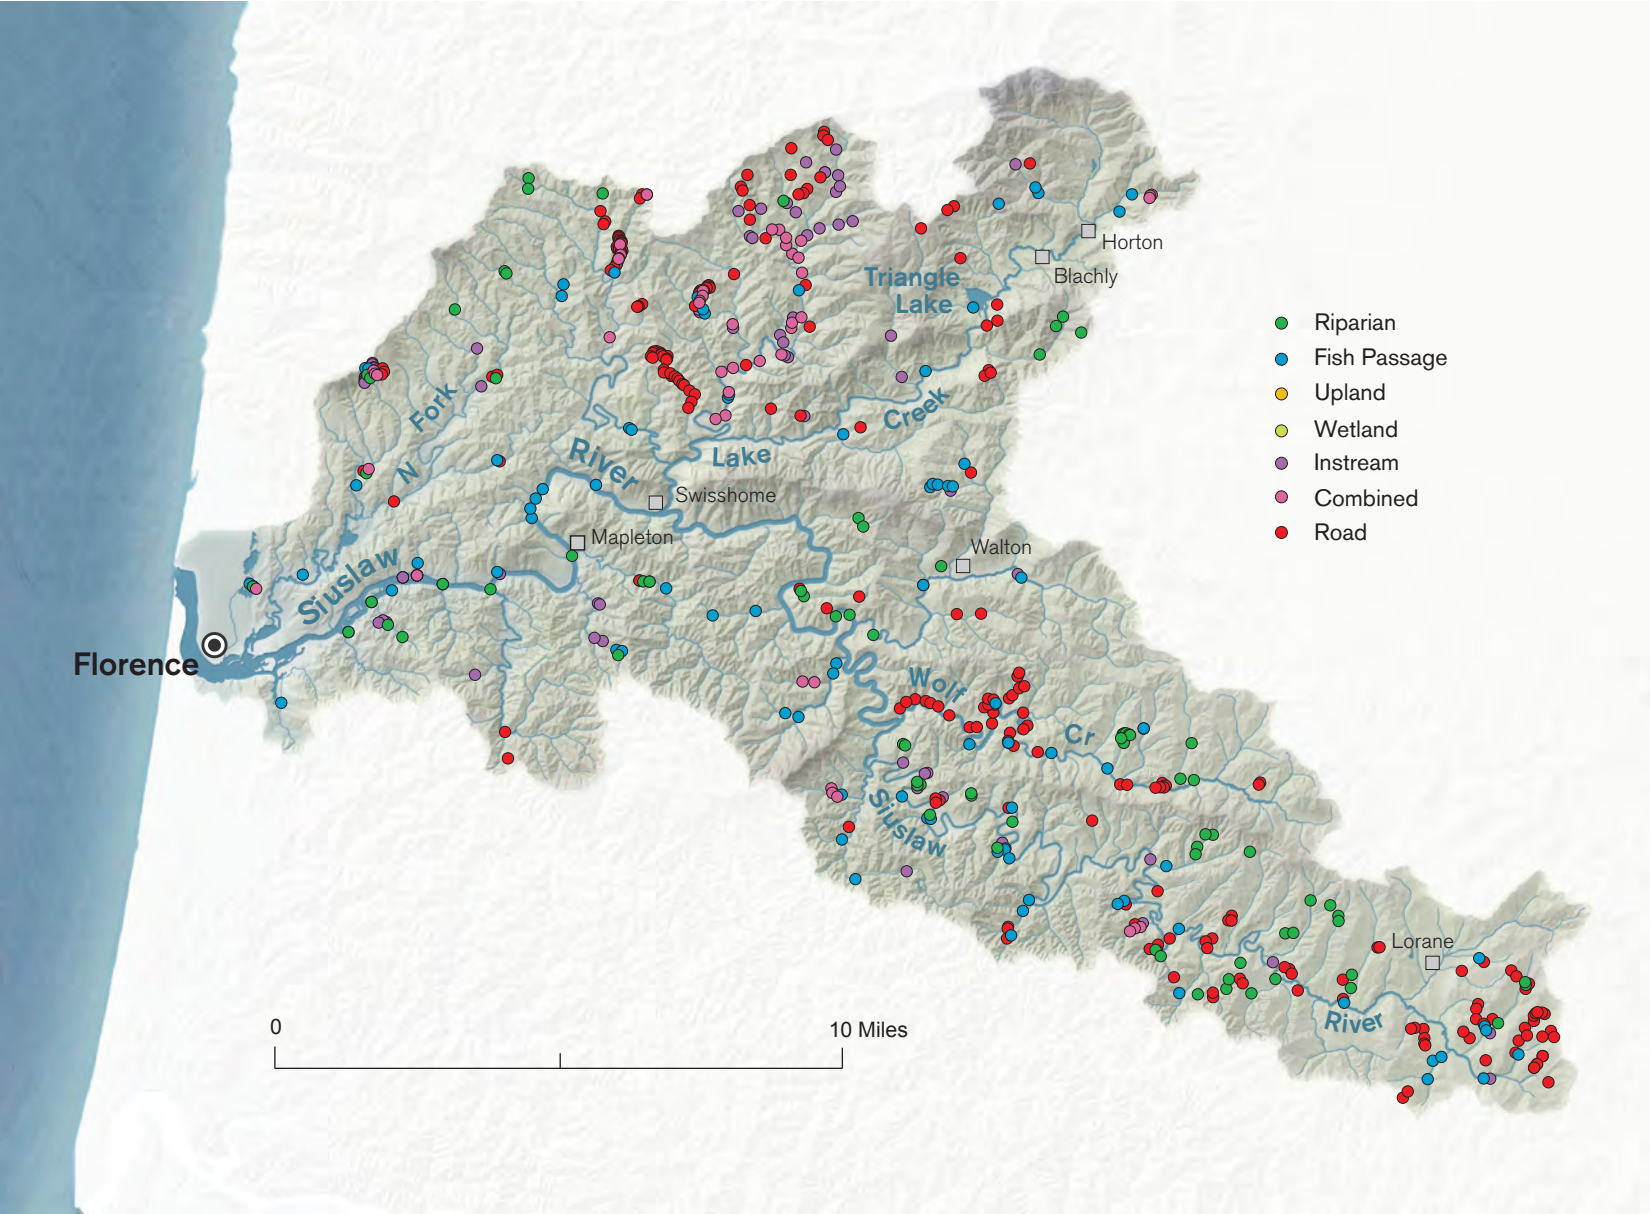 Horton
Blachly
Triangle
Lake
Riparian
Fish Passage
Upland
Wetland
Instream
Combined
Road
N Fork
Creek
Lake
River
Swisshome
Mapleton
Walton
Siuslaw
Florence
Wolf
Cr
Siuslaw
Lorane
River
0
10 Miles